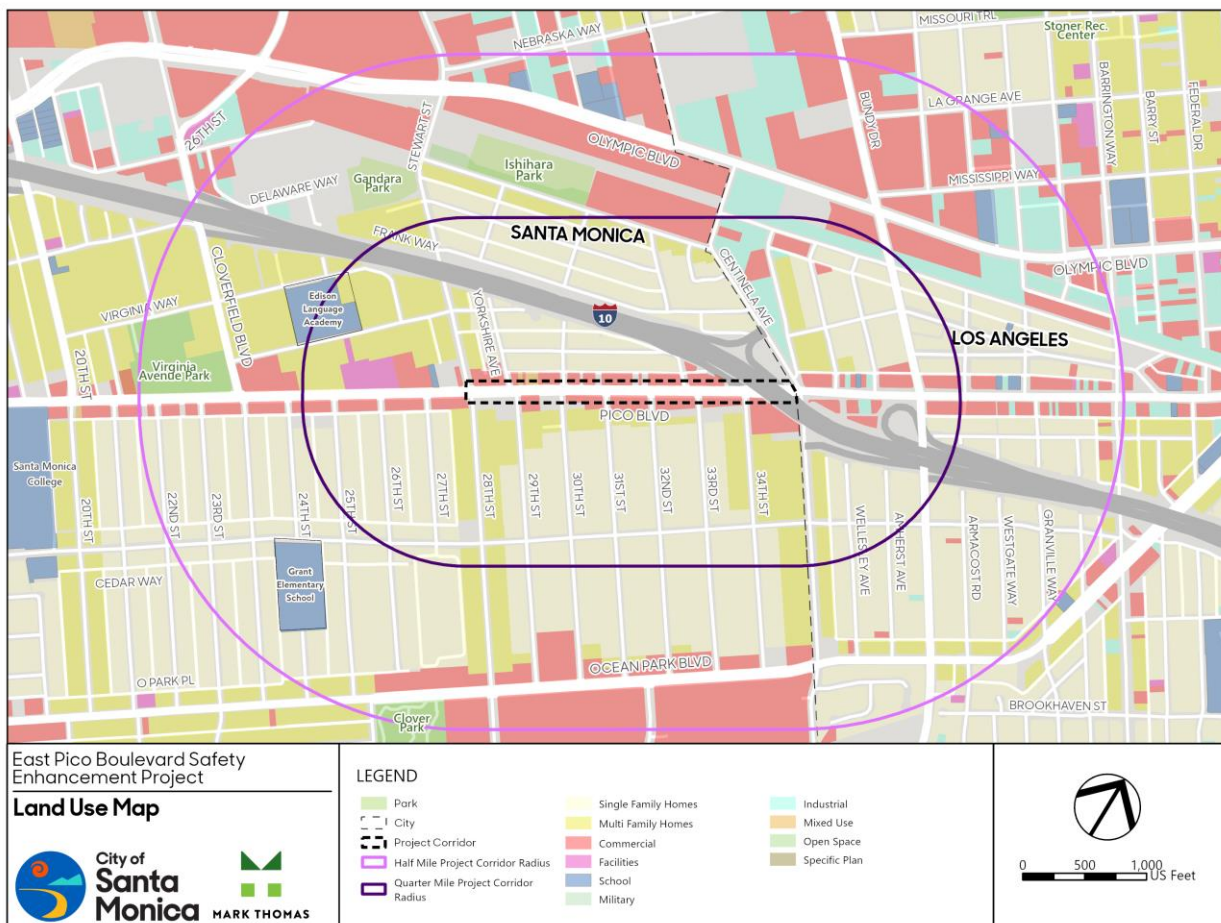 MISSOURI TRL
Stoner Rec.
Center
NEBRASKA WAY
BARRINGTON WAY
BARRY ST
FEDERAL DR
LA GRANGE AVE
BUNDY DR
26TH ST
STEWART ST
OLYMPIC BLVD
Ishihara
Park
Gandara
Park
DELAWARE WAY
MISSISSIPPI WAY
FRANK WAY
SANTA MONICA
CENTINELA AVE
OLYMPIC BLVD
CLOVERFIELD BLVD
VIRGINIA WAY
Edison
Language
Academy
YORKSHIRE AVE
10
LOS ANGELES
20TH ST
Virginia
Avende Park
PICO BLVD
Santa Monica
College
20TH ST
22ND ST
23RD ST
24TH ST
25TH ST
26TH ST
27TH ST
28TH ST
29TH ST
30TH ST
31ST ST
32ND ST
33RD ST
34TH ST
WELLESLEY AVE
AMHERST AVE
ARMACOST RD
WESTGATE WAY
GRANVILLE WAY
CEDAR WAY
Grant
Elementary
School
OCEAN PARK BLVD
O PARK PL
Clover
Park
BROOKHAVEN ST
East Pico Boulevard Safety
Enhancement Project
Land Use Map
City of
Santa
Monica
MARK THOMAS
LEGEND
Park
City
Project Corridor
Half Mile Project Corridor Radius
Quarter Mile Project Corridor
Radius
Single Family Homes
Multi Family Homes
Commercial
Facilities
School
Military
Industrial
Mixed Use
Open Space
Specific Plan
0 500 1,000
US Feet